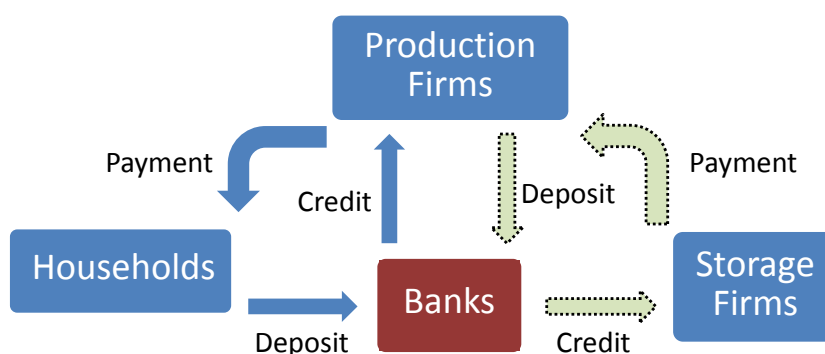 Production
Firms
Payment
Payment
Credit
Deposit
Households
Banks
Storage
Firms
Deposit
Credit